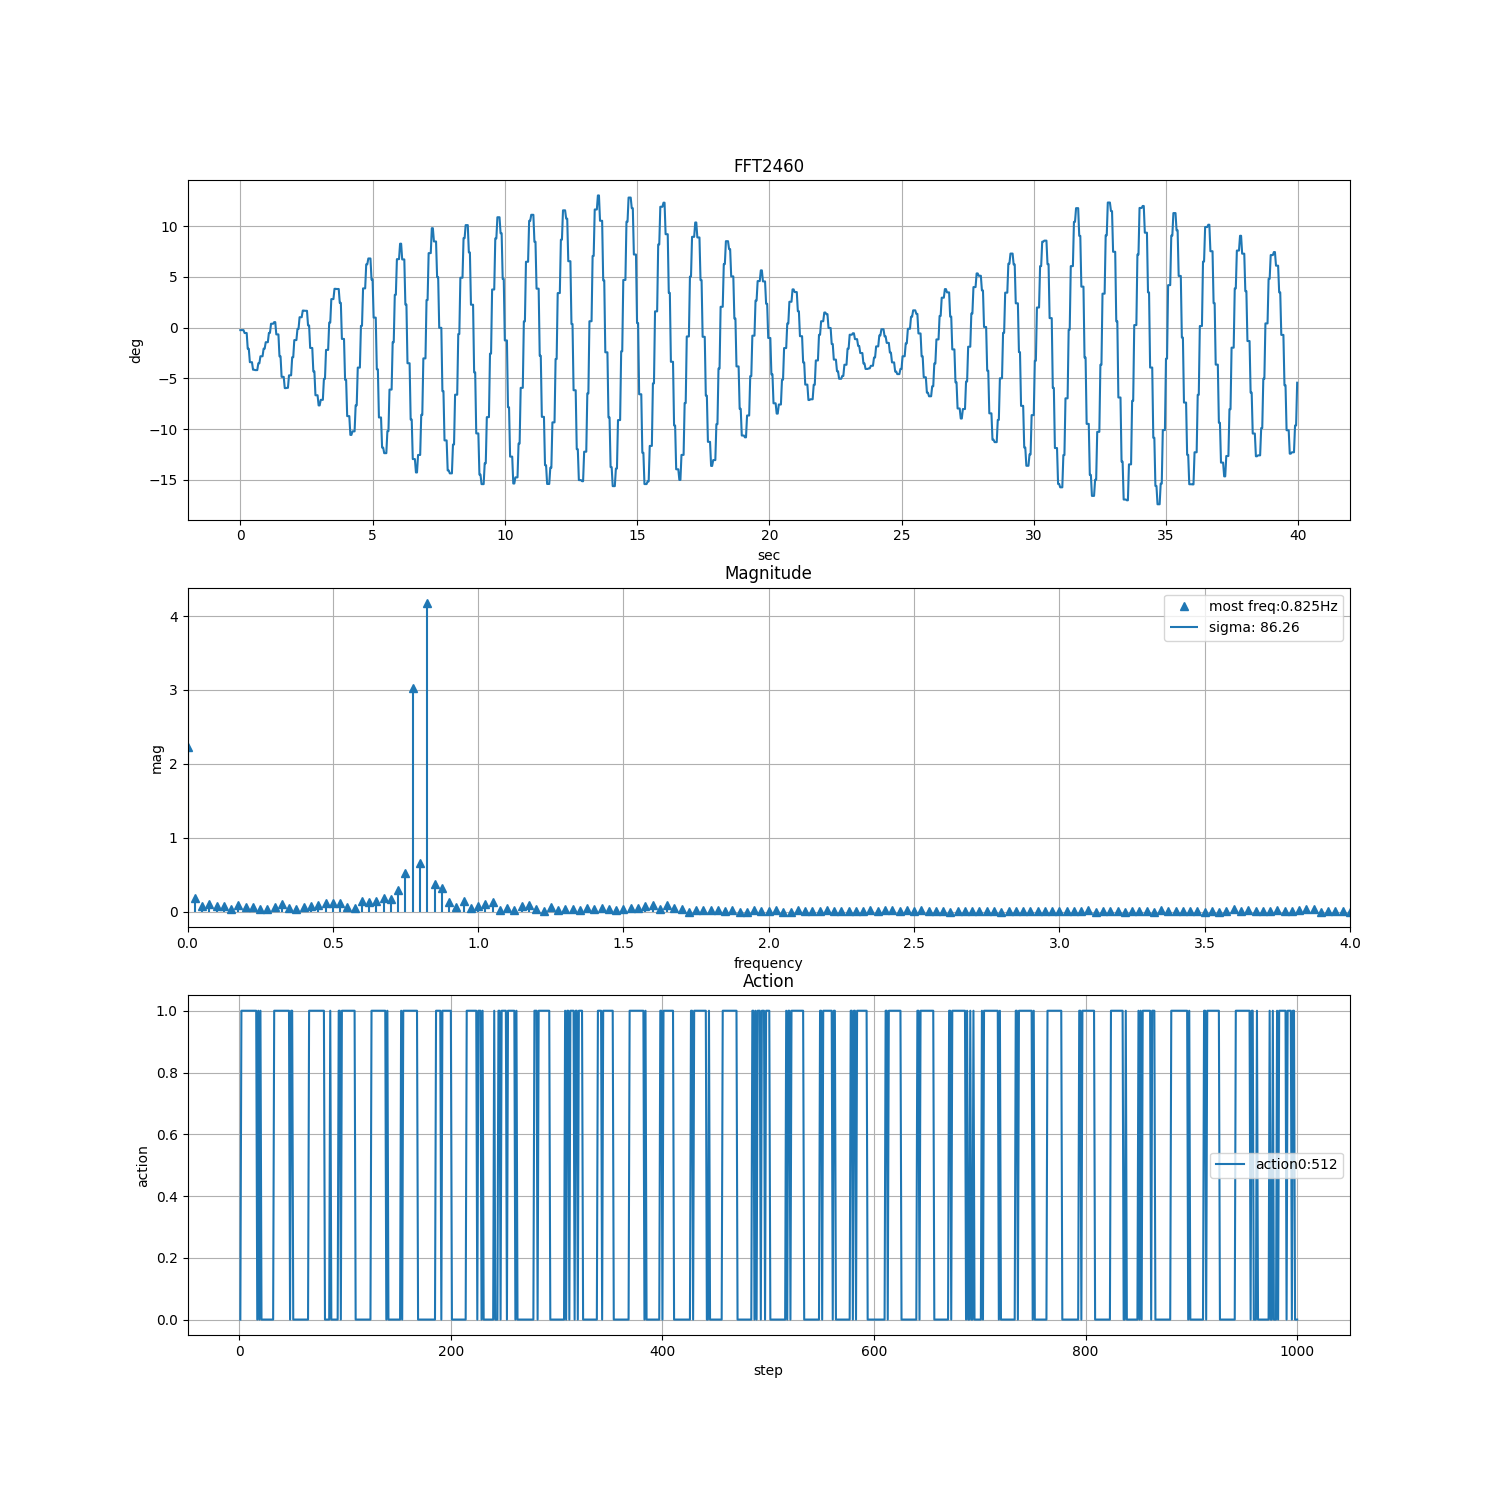 FFT2460
10
5
0
−5
−10
−15
deg
0 5 10 15 20 25 30 35 40
sec
Magnitude
most freq:0.825Hz
sigma: 86.26
4
3
2
1
0
mag
0.0 0.5 1.0 1.5 2.0 2.5 3.0 3.5 4.0
frequency
Action
1.0
0.8
0.6
0.4
0.2
0.0
action
action0:512
0 200 400 600 800 1000
step